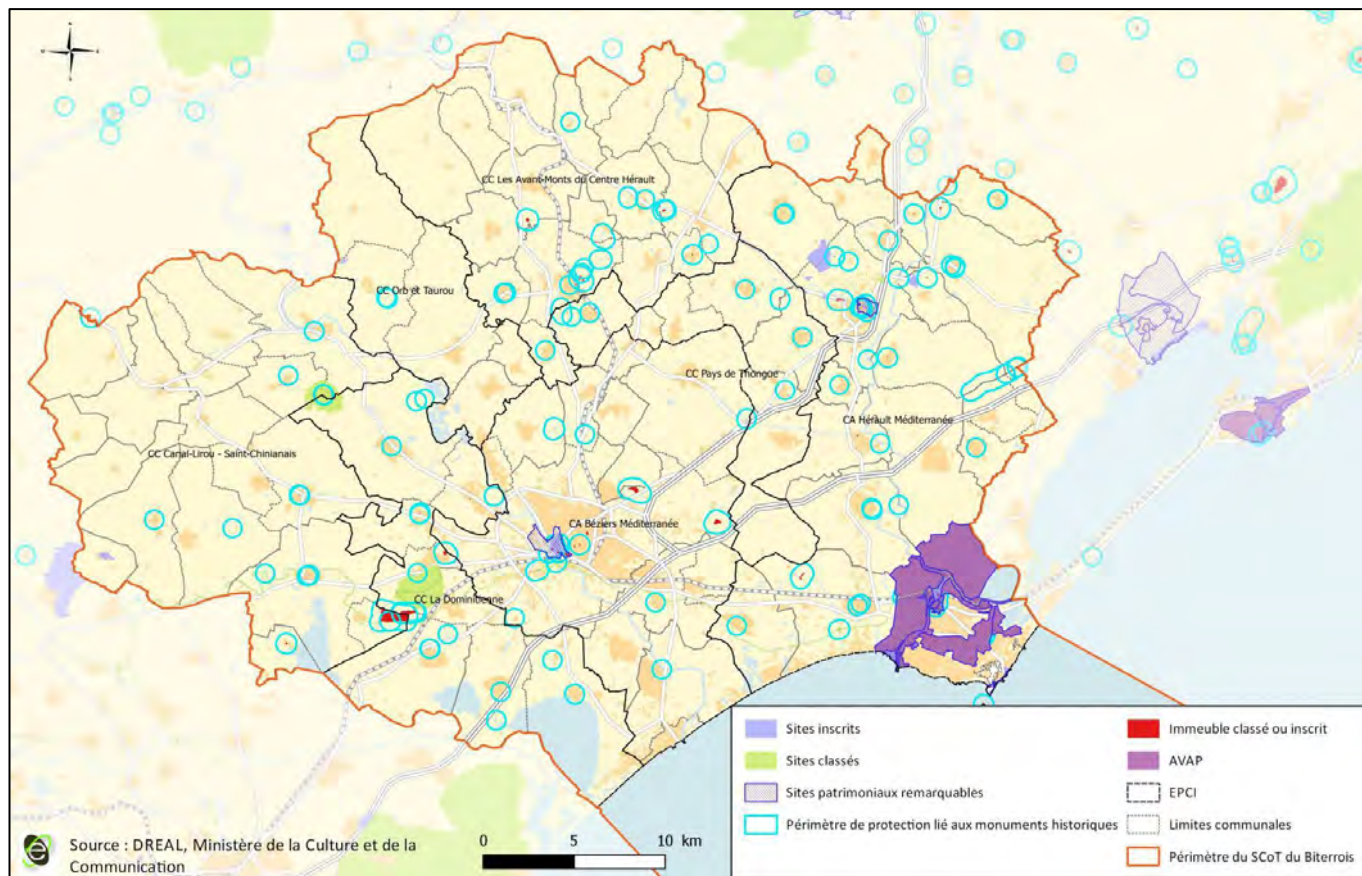 CC Les Avant-Monts du Centre Hérault
CC Orb et Taurou
CC Pays de Thongue
CA Hérault Méditerranée
CC Canal-Lirou - Saint-Chinianais
CA Béziers Méditerranée
CC La Domitienne
Sites inscrits
Sites classés
Sites patrimoniaux remarquables
Périmètre de protection lié aux monuments historiques
Immeuble classé ou inscrit
AVAP
EPCI
Limites communales
Périmètre du SCoT du Biterrois
Source : DREAL, Ministère de la Culture et de la
Communication
0 5 10 km